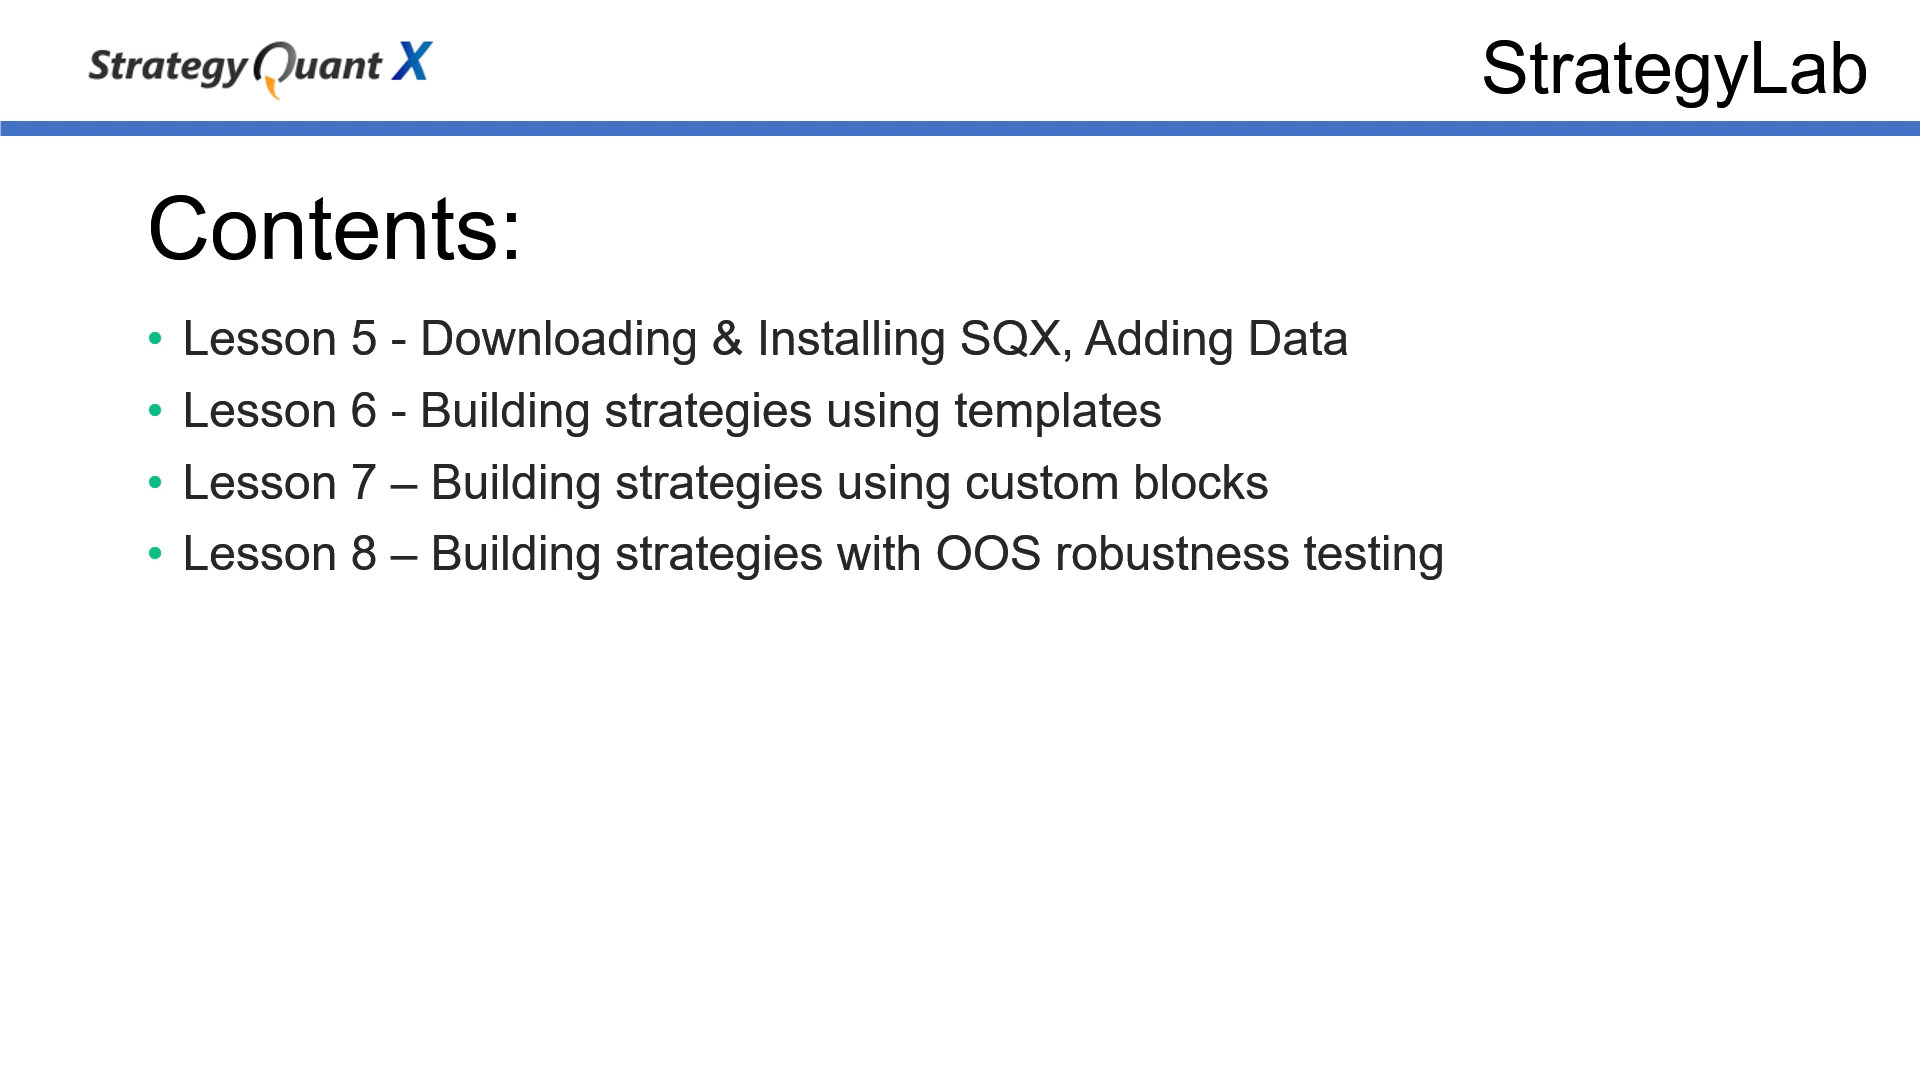 StrategyQuant X
StrategyLab
Contents:
• Lesson 5 - Downloading & Installing SQX, Adding Data
• Lesson 6 - Building strategies using templates
• Lesson 7 – Building strategies using custom blocks
• Lesson 8 – Building strategies with OOS robustness testing